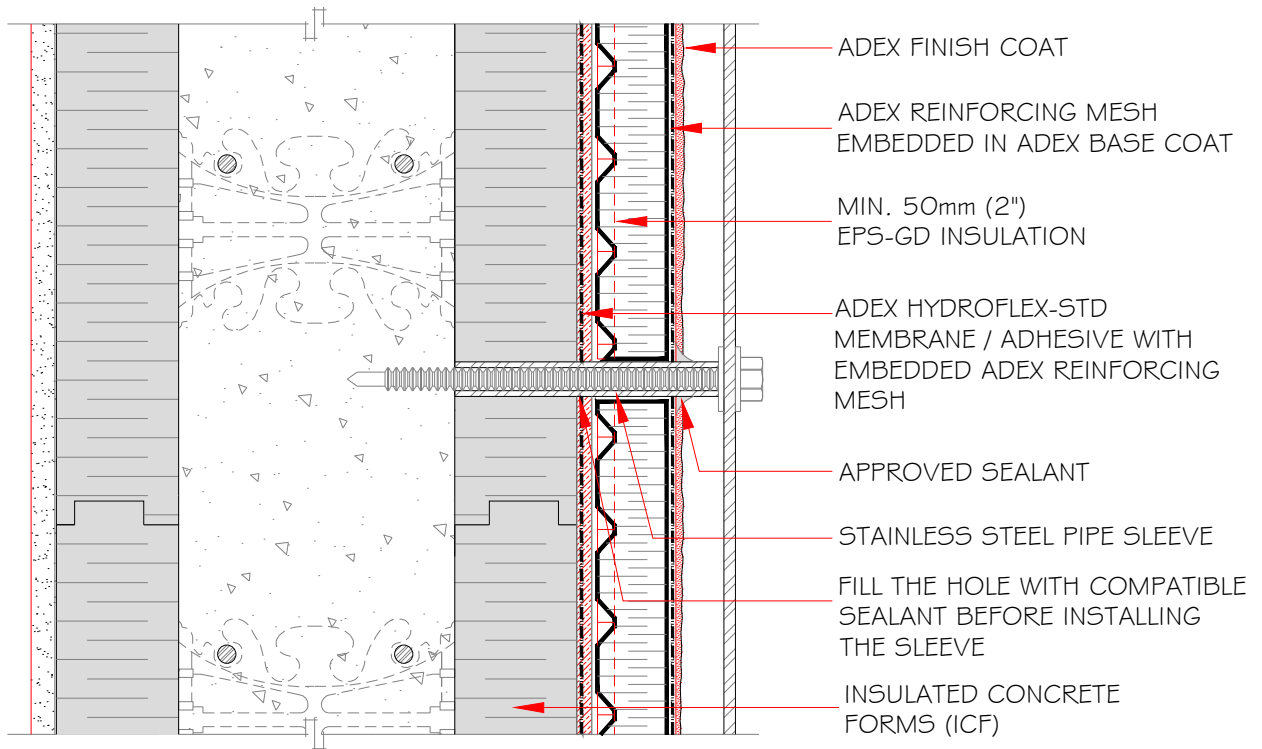 ADEX FINISH COAT
ADEX REINFORCING MESH
EMBEDDED IN ADEX BASE COAT
MIN. 50mm (2")
EPS-GD INSULATION
ADEX HYDROFLEX-STD
MEMBRANE / ADHESIVE WITH
EMBEDDED ADEX REINFORCING
MESH
APPROVED SEALANT
STAINLESS STEEL PIPE SLEEVE
FILL THE HOLE WITH COMPATIBLE
SEALANT BEFORE INSTALLING
THE SLEEVE
INSULATED CONCRETE
FORMS (ICF)